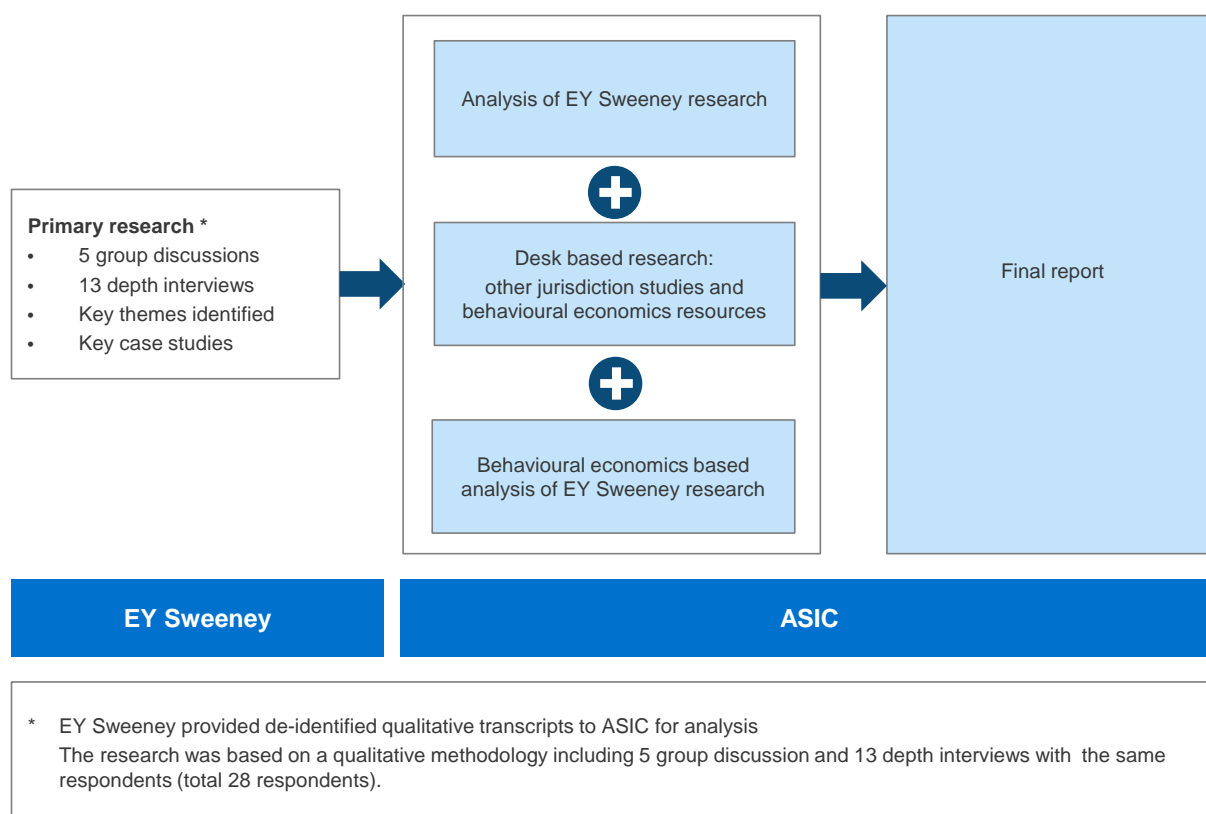 Primary research *
• 5 group discussions
• 13 depth interviews
• Key themes identified
• Key case studies
Analysis of EY Sweeney research
Desk based research:
other jurisdiction studies and
behavioural economics resources
Behavioural economics based
analysis of EY Sweeney research
Final report
EY Sweeney
ASIC
* EY Sweeney provided de-identified qualitative transcripts to ASIC for analysis
The research was based on a qualitative methodology including 5 group discussion and 13 depth interviews with the same
respondents (total 28 respondents).